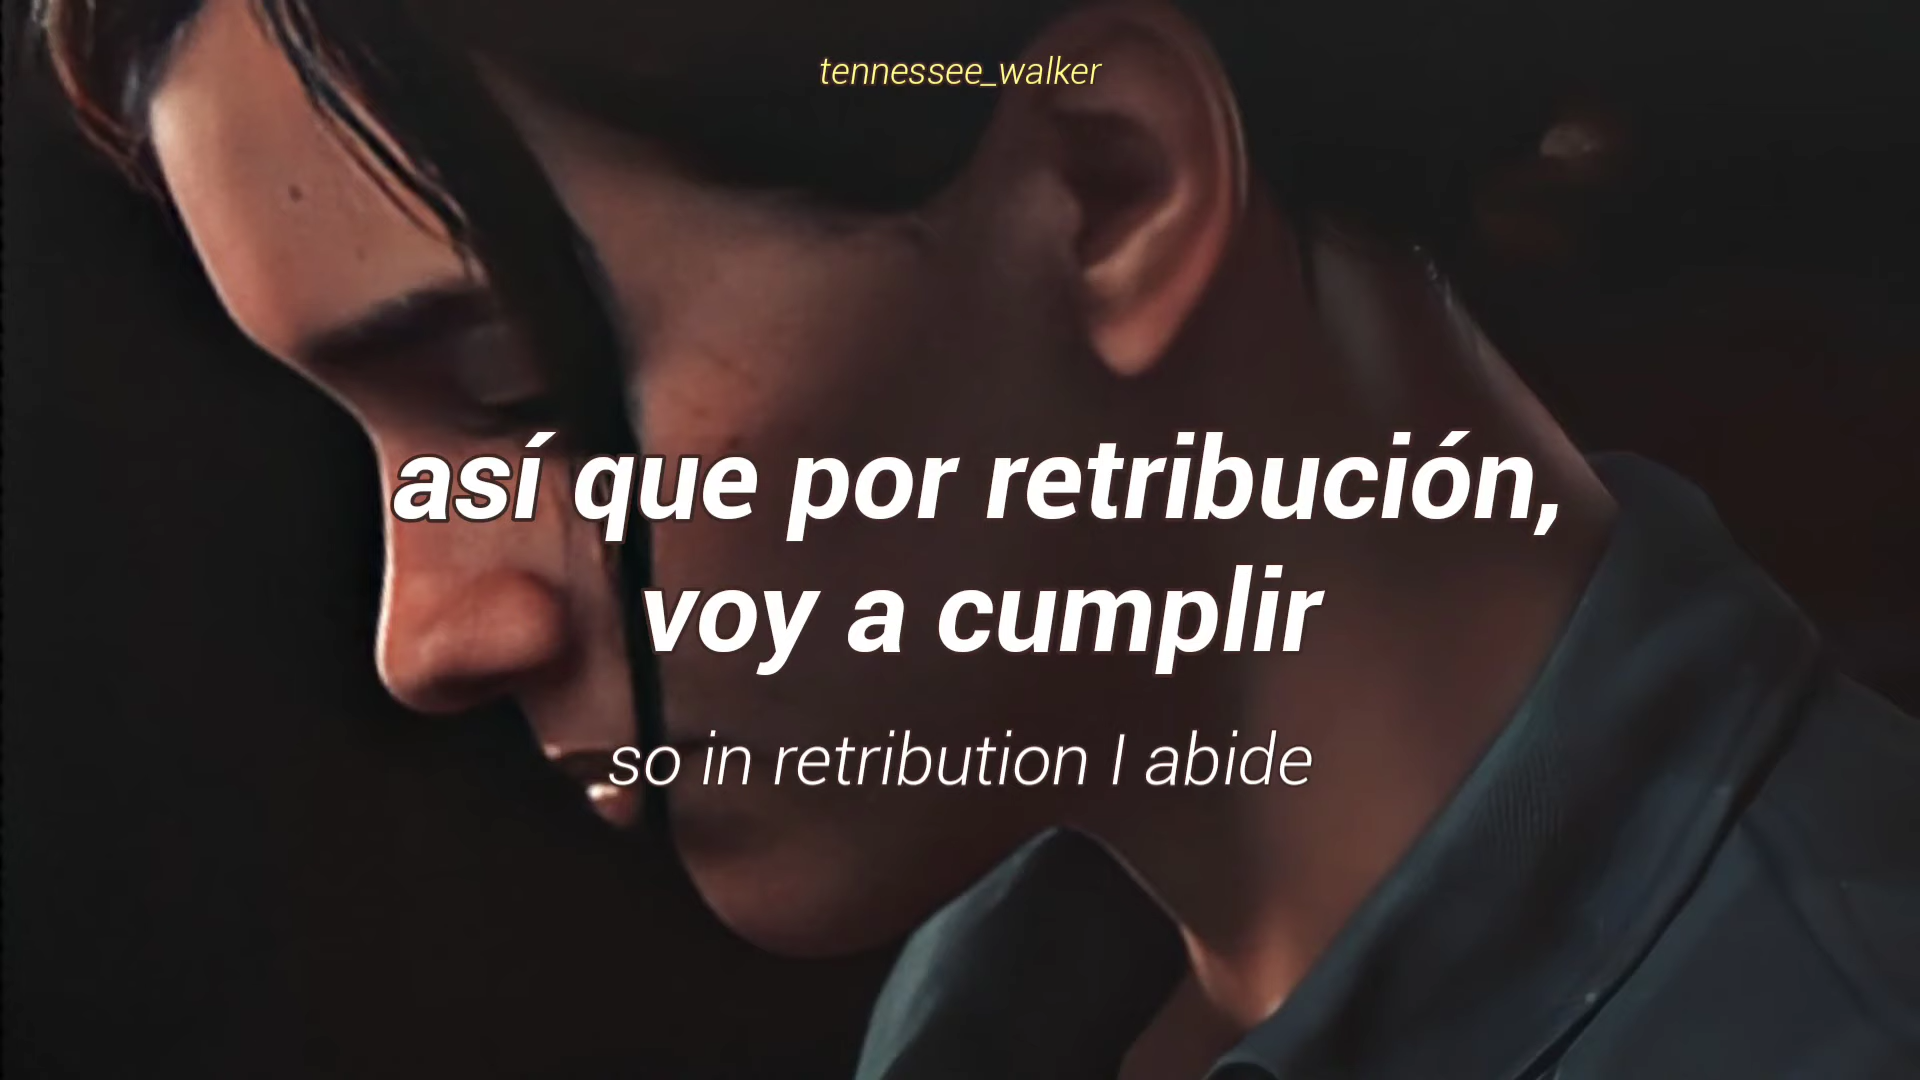 tennessee_walker
así que por retribución,
voy a cumplir
so in retribution I abide